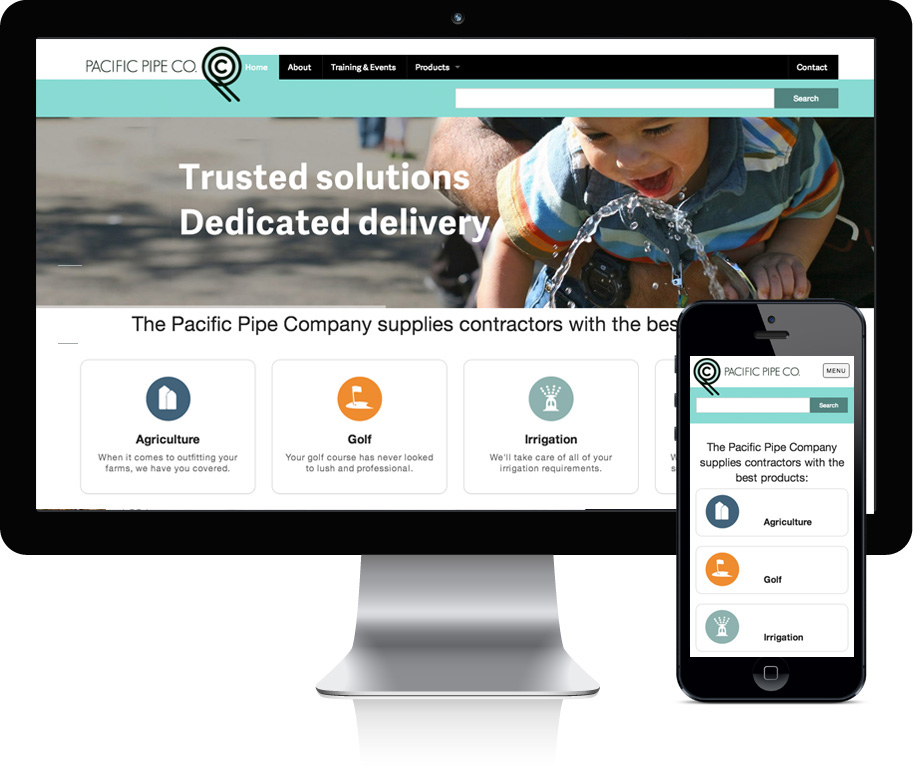 PACIFIC PIPE CO.
Home About Training & Events Products Contact
Search
Trusted solutions
Dedicated delivery
The Pacific Pipe Company supplies contractors with the bes
Agriculture
When it comes to outfitting your
farms, we have you covered.
Golf
Your golf course has never looked
to lush and professional.
Irrigation
We'll take care of all of your
irrigation requirements.
W
PACIFIC PIPE CO.
MENU
Search
The Pacific Pipe Company
supplies contractors with the
best products:
Agriculture
Golf
Irrigation